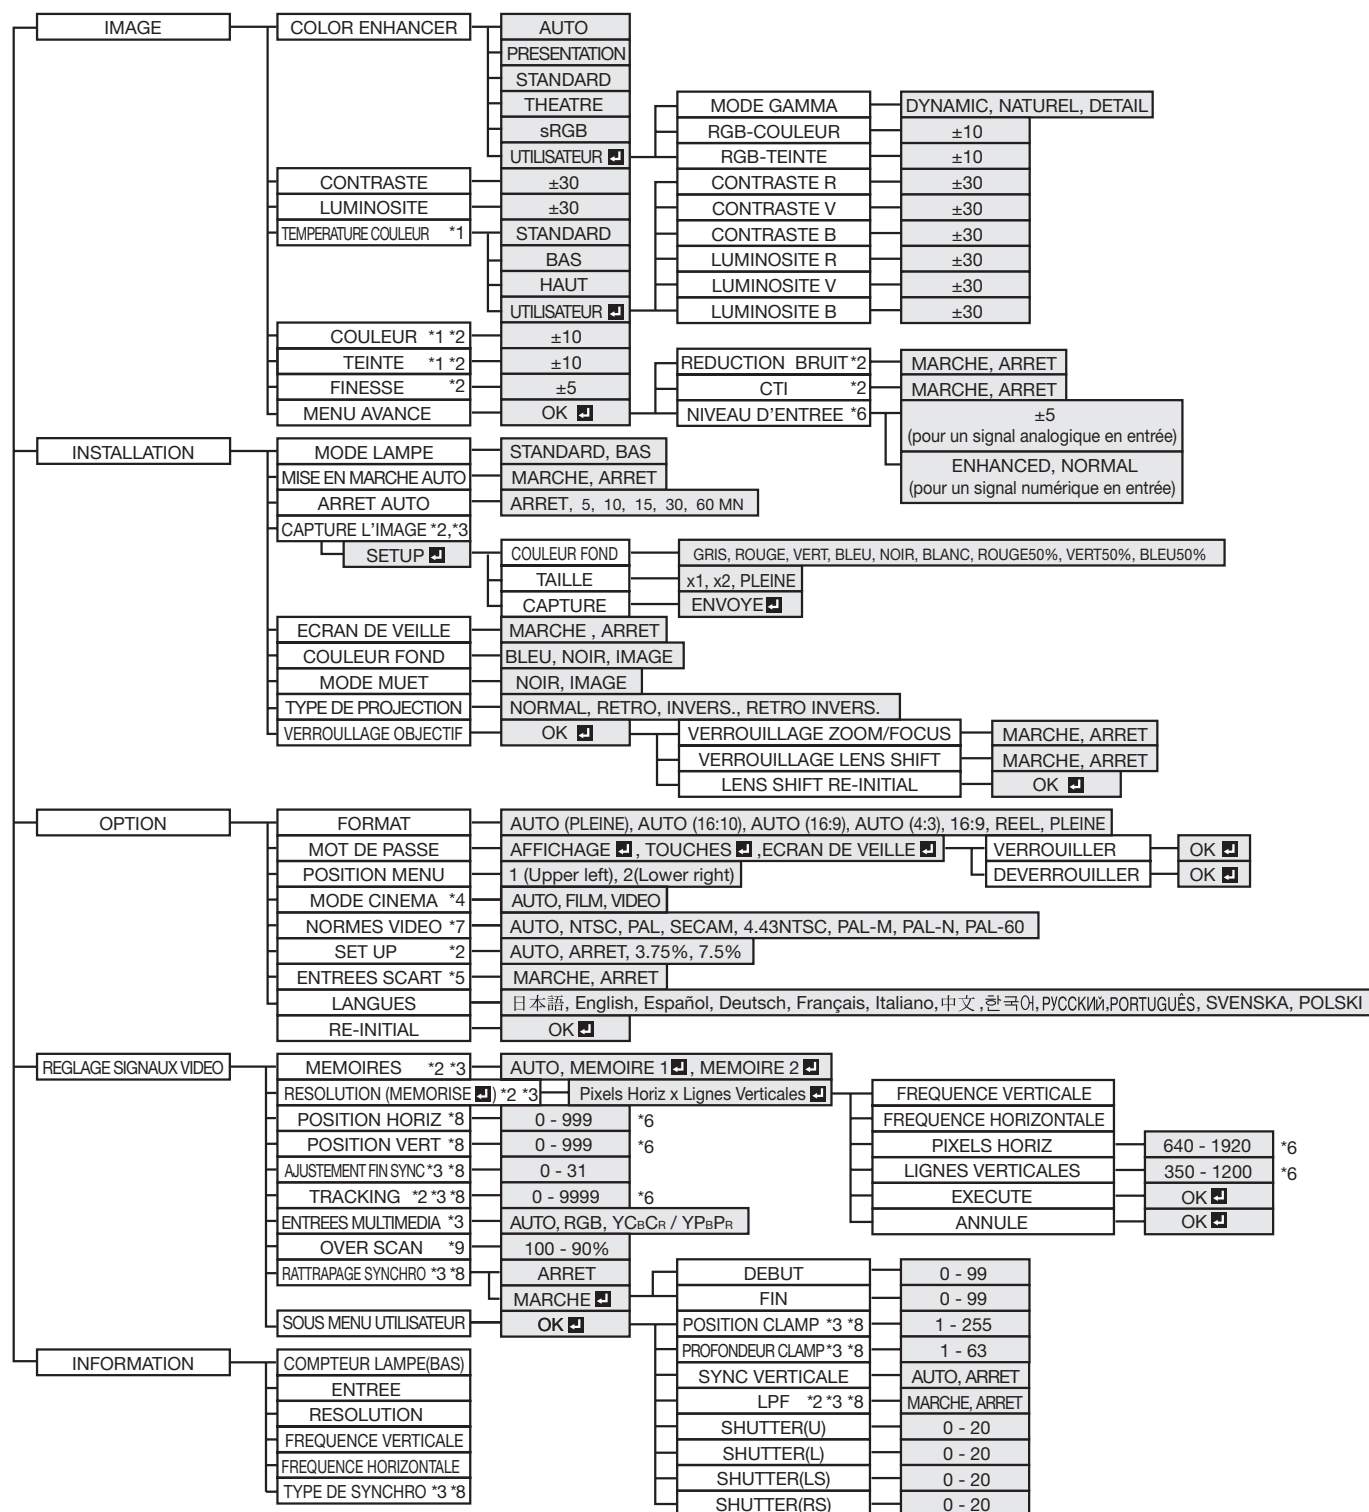 IMAGE
COLOR ENHANCER
AUTO
PRESENTATION
STANDARD
THEATRE
sRGB
UTILISATEUR
MODE GAMMA
DYNAMIC, NATUREL, DETAIL
RGB-COULEUR
±10
RGB-TEINTE
±10
CONTRASTE
±30
LUMINOSITE
±30
TEMPERATURE COULEUR *1
STANDARD
BAS
HAUT
UTILISATEUR
CONTRASTE R
±30
CONTRASTE V
±30
CONTRASTE B
±30
LUMINOSITE R
±30
LUMINOSITE V
±30
LUMINOSITE B
±30
COULEUR *1 *2
±10
TEINTE *1 *2
±10
FINESSE *2
±5
MENU AVANCE
OK
REDUCTION BRUIT*2
MARCHE, ARRET
CTI *2
MARCHE, ARRET
NIVEAU D'ENTREE *6
±5
(pour un signal analogique en entrée)
ENHANCED, NORMAL
(pour un signal numérique en entrée)
INSTALLATION
MODE LAMPE
STANDARD, BAS
MISE EN MARCHE AUTO
MARCHE, ARRET
ARRET AUTO
ARRET, 5, 10, 15, 30, 60 MN
CAPTURE L'IMAGE *2,*3
SETUP
COULEUR FOND
GRIS, ROUGE, VERT, BLEU, NOIR, BLANC, ROUGE50%, VERT50%, BLEU50%
TAILLE
x1, x2, PLEINE
CAPTURE
ENVOYE
ECRAN DE VEILLE
MARCHE , ARRET
COULEUR FOND
BLEU, NOIR, IMAGE
MODE MUET
NOIR, IMAGE
TYPE DE PROJECTION
NORMAL, RETRO, INVERS., RETRO INVERS.
VERROULLAGE OBJECTIF
OK
VERROUILLAGE ZOOM/FOCUS
MARCHE, ARRET
VERROUILLAGE LENS SHIFT
MARCHE, ARRET
LENS SHIFT RE-INITIAL
OK
OPTION
FORMAT
AUTO (PLEINE), AUTO (16:10), AUTO (16:9), AUTO (4:3), 16:9, REEL, PLEINE
MOT DE PASSE
AFFICHAGE , TOUCHES ,ECRAN DE VEILLE
VERROUILLER
OK
DEVERROUILLER
OK
POSITION MENU
1 (Upper left), 2(Lower right)
MODE CINEMA *4
AUTO, FILM, VIDEO
NORMES VIDEO *7
AUTO, NTSC, PAL, SECAM, 4.43NTSC, PAL-M, PAL-N, PAL-60
SET UP *2
AUTO, ARRET, 3.75%, 7.5%
ENTREES SCART *5
MARCHE, ARRET
LANGUES
日本語, English, Español, Deutsch, Français, Italiano,中文,한국어,РУССКИЙ,PORTUGUÊS, SVENSKA, POLSKI
RE-INITIAL
OK
REGLAGE SIGNAUX VIDEO
MEMOIRES *2 *3
AUTO, MEMOIRE 1 , MEMOIRE 2
RESOLUTION (MEMORISE ) *2 *3
Pixels Horiz x Lignes Verticales
FREQUENCE VERTICALE
FREQUENCE HORIZONTALE
PIXELS HORIZ
640 - 1920 *6
LIGNES VERTICALES
350 - 1200 *6
EXECUTE
OK
ANNULE
OK
POSITION HORIZ *8
0 - 999 *6
POSITION VERT *8
0 - 999 *6
AJUSTEMENT FIN SYNC*3 *8
0 - 31
TRACKING *2 *3 *8
0 - 9999 *6
ENTREES MULTIMEDIA *3
AUTO, RGB, YCBCR / YPBPR
OVER SCAN *9
100 - 90%
RATTRAPAGE SYNCHRO *3 *8
ARRET
MARCHE
DEBUT
0 - 99
FIN
0 - 99
SOUS MENU UTILISATEUR
OK
POSITION CLAMP *3 *8
1 - 255
PROFONDEUR CLAMP*3 *8
1 - 63
SYNC VERTICALE
AUTO, ARRET
LPF *2 *3 *8
MARCHE, ARRET
SHUTTER(U)
0 - 20
SHUTTER(L)
0 - 20
SHUTTER(LS)
0 - 20
SHUTTER(RS)
0 - 20
INFORMATION
COMPTEUR LAMPE(BAS)
ENTREE
RESOLUTION
FREQUENCE VERTICALE
FREQUENCE HORIZONTALE
TYPE DE SYNCHRO *3 *8